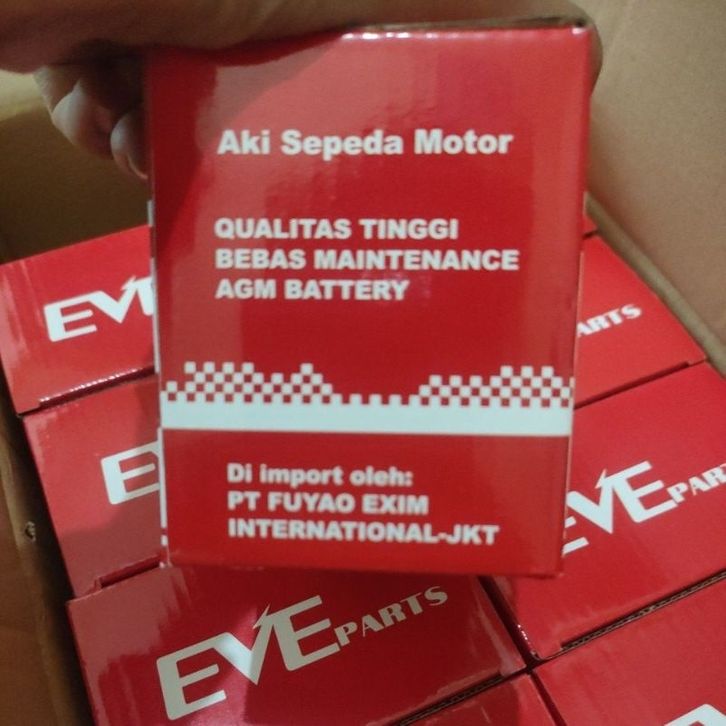 Aki Sepeda Motor
QUALITAS TINGGI
BEBAS MAINTENANCE
AGM BATTERY
Di import oleh:
PT FUYAO EXIM
INTERNATIONAL-JKT
EVE
PARTS
EVE PARTS
EVE PARTS